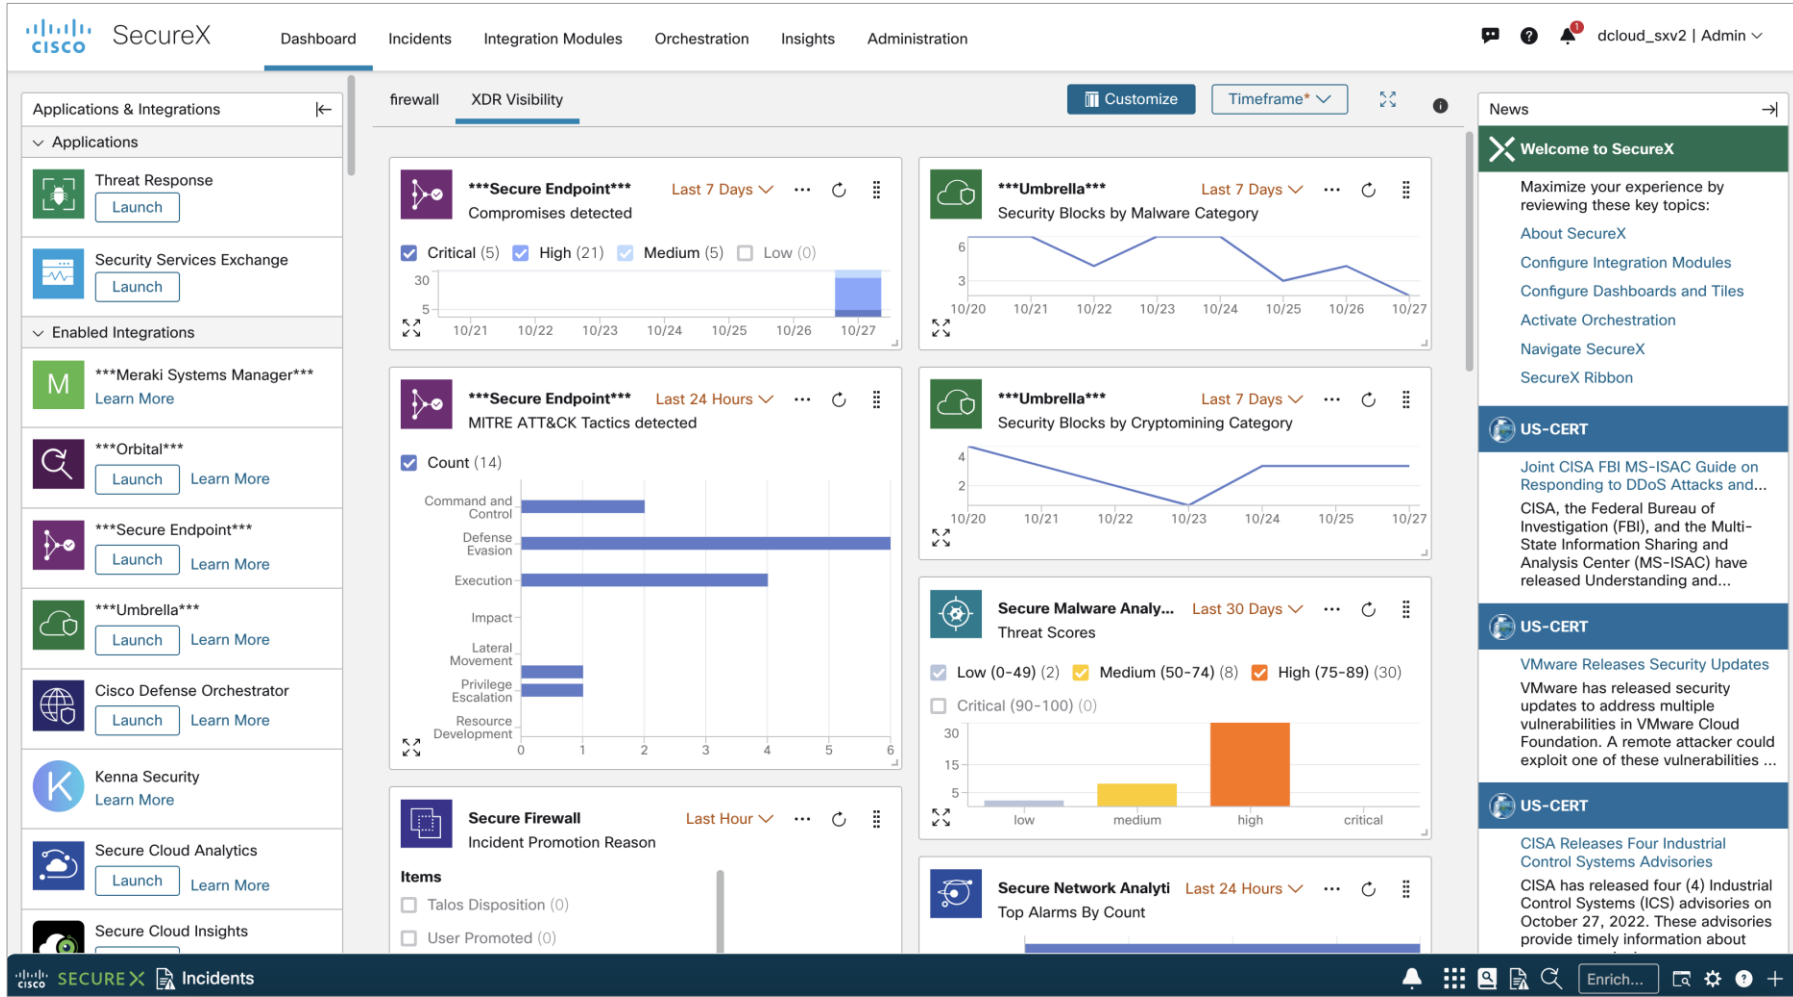 CISCO
SecureX
Dashboard
Incidents
Integration Modules
Orchestration
Insights
Administration
1
dcloud_sxv2 | Admin
Applications & Integrations
Applications
Threat Response
Launch
Security Services Exchange
Launch
Enabled Integrations
M
***Meraki Systems Manager***
Learn More
***Orbital***
Launch
Learn More
***Secure Endpoint***
Launch
Learn More
***Umbrella***
Launch
Learn More
Cisco Defense Orchestrator
Launch
Learn More
K
Kenna Security
Learn More
Secure Cloud Analytics
Launch
Learn More
Secure Cloud Insights
firewall
XDR Visibility
Customize
Timeframe*
***Secure Endpoint***
Last 7 Days
Compromises detected
Critical (5)
High (21)
Medium (5)
Low (0)
30
5
10/21
10/22
10/23
10/24
10/25
10/26
10/27
***Secure Endpoint***
Last 24 Hours
MITRE ATT&CK Tactics detected
Count (14)
Command and
Control
Defense
Evasion
Execution
Impact
Lateral
Movement
Privilege
Escalation
Resource
Development
0
1
2
3
4
5
6
Secure Firewall
Last Hour
Incident Promotion Reason
Items
Talos Disposition (0)
User Promoted (0)
***Umbrella***
Last 7 Days
Security Blocks by Malware Category
6
3
10/20
10/21
10/22
10/23
10/24
10/25
10/26
10/27
***Umbrella***
Last 7 Days
Security Blocks by Cryptomining Category
4
2
10/20
10/21
10/22
10/23
10/24
10/25
10/27
Secure Malware Analy...
Last 30 Days
Threat Scores
Low (0-49) (2)
Medium (50-74) (8)
High (75-89) (30)
Critical (90-100) (0)
30
15
5
low
medium
high
critical
Secure Network Analyti
Last 24 Hours
Top Alarms By Count
News
Welcome to SecureX
Maximize your experience by
reviewing these key topics:
About SecureX
Configure Integration Modules
Configure Dashboards and Tiles
Activate Orchestration
Navigate SecureX
SecureX Ribbon
US-CERT
Joint CISA FBI MS-ISAC Guide on
Responding to DDoS Attacks and...
CISA, the Federal Bureau of
Investigation (FBI), and the Multi-
State Information Sharing and
Analysis Center (MS-ISAC) have
released Understanding and...
US-CERT
VMware Releases Security Updates
VMware has released security
updates to address multiple
vulnerabilities in VMware Cloud
Foundation. A remote attacker could
exploit one of these vulnerabilities ...
US-CERT
CISA Releases Four Industrial
Control Systems Advisories
CISA has released four (4) Industrial
Control Systems (ICS) advisories on
October 27, 2022. These advisories
provide timely information about
CISCO
SECUREX
Incidents
Enrich...